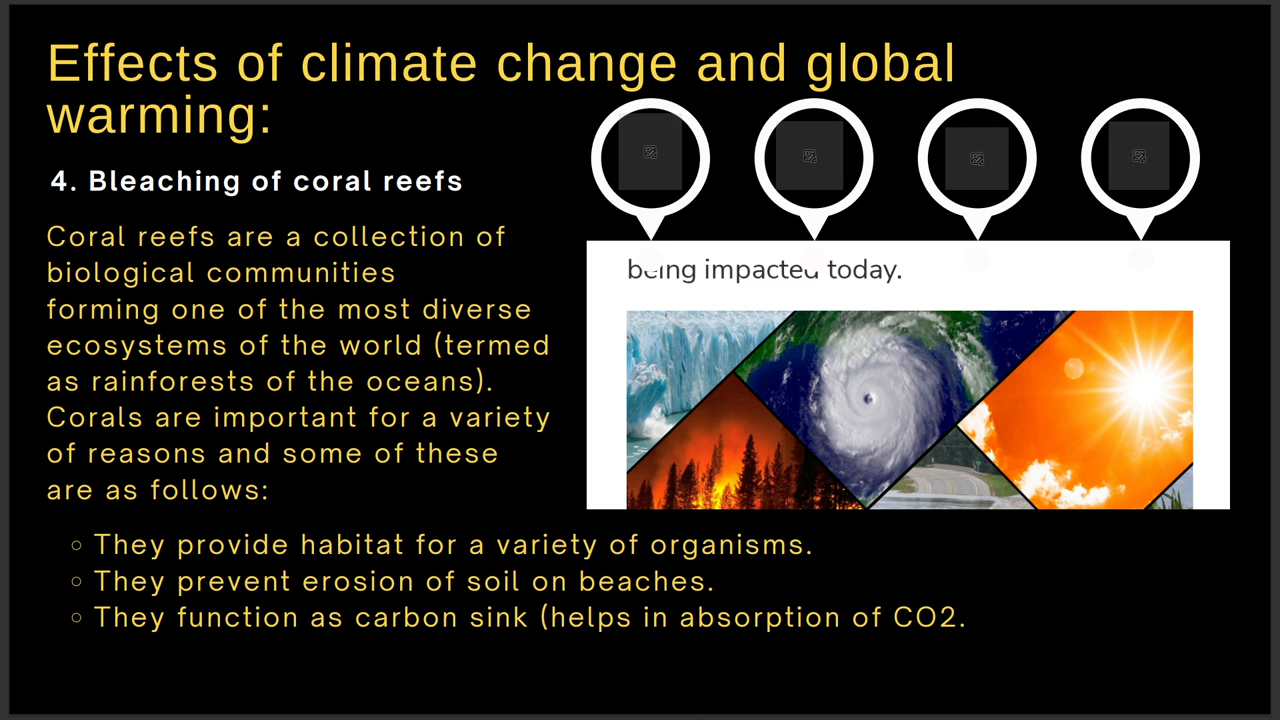 Effects of climate change and global
warming:
4. Bleaching of coral reefs
Coral reefs are a collection of
biological communities
forming one of the most diverse
ecosystems of the world (termed
as rainforests of the oceans).
Corals are important for a variety
of reasons and some of these
are as follows:
being impacted today.
They provide habitat for a variety of organisms.
They prevent erosion of soil on beaches.
They function as carbon sink (helps in absorption of CO2.